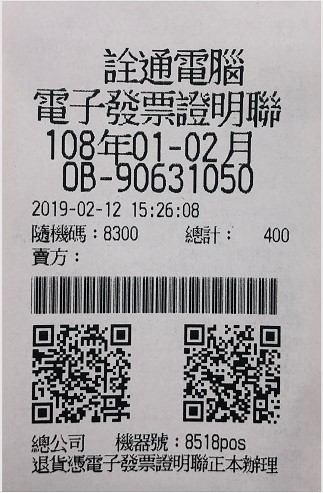 詮通電腦
電子發票證明聯
108年01-02月
OB-90631050
2019-02-12 15:26:08
隨機碼：8300 總計： 400
賣方：
總公司 機器號：8518pos
退貨憑電子發票證明聯正本辦理